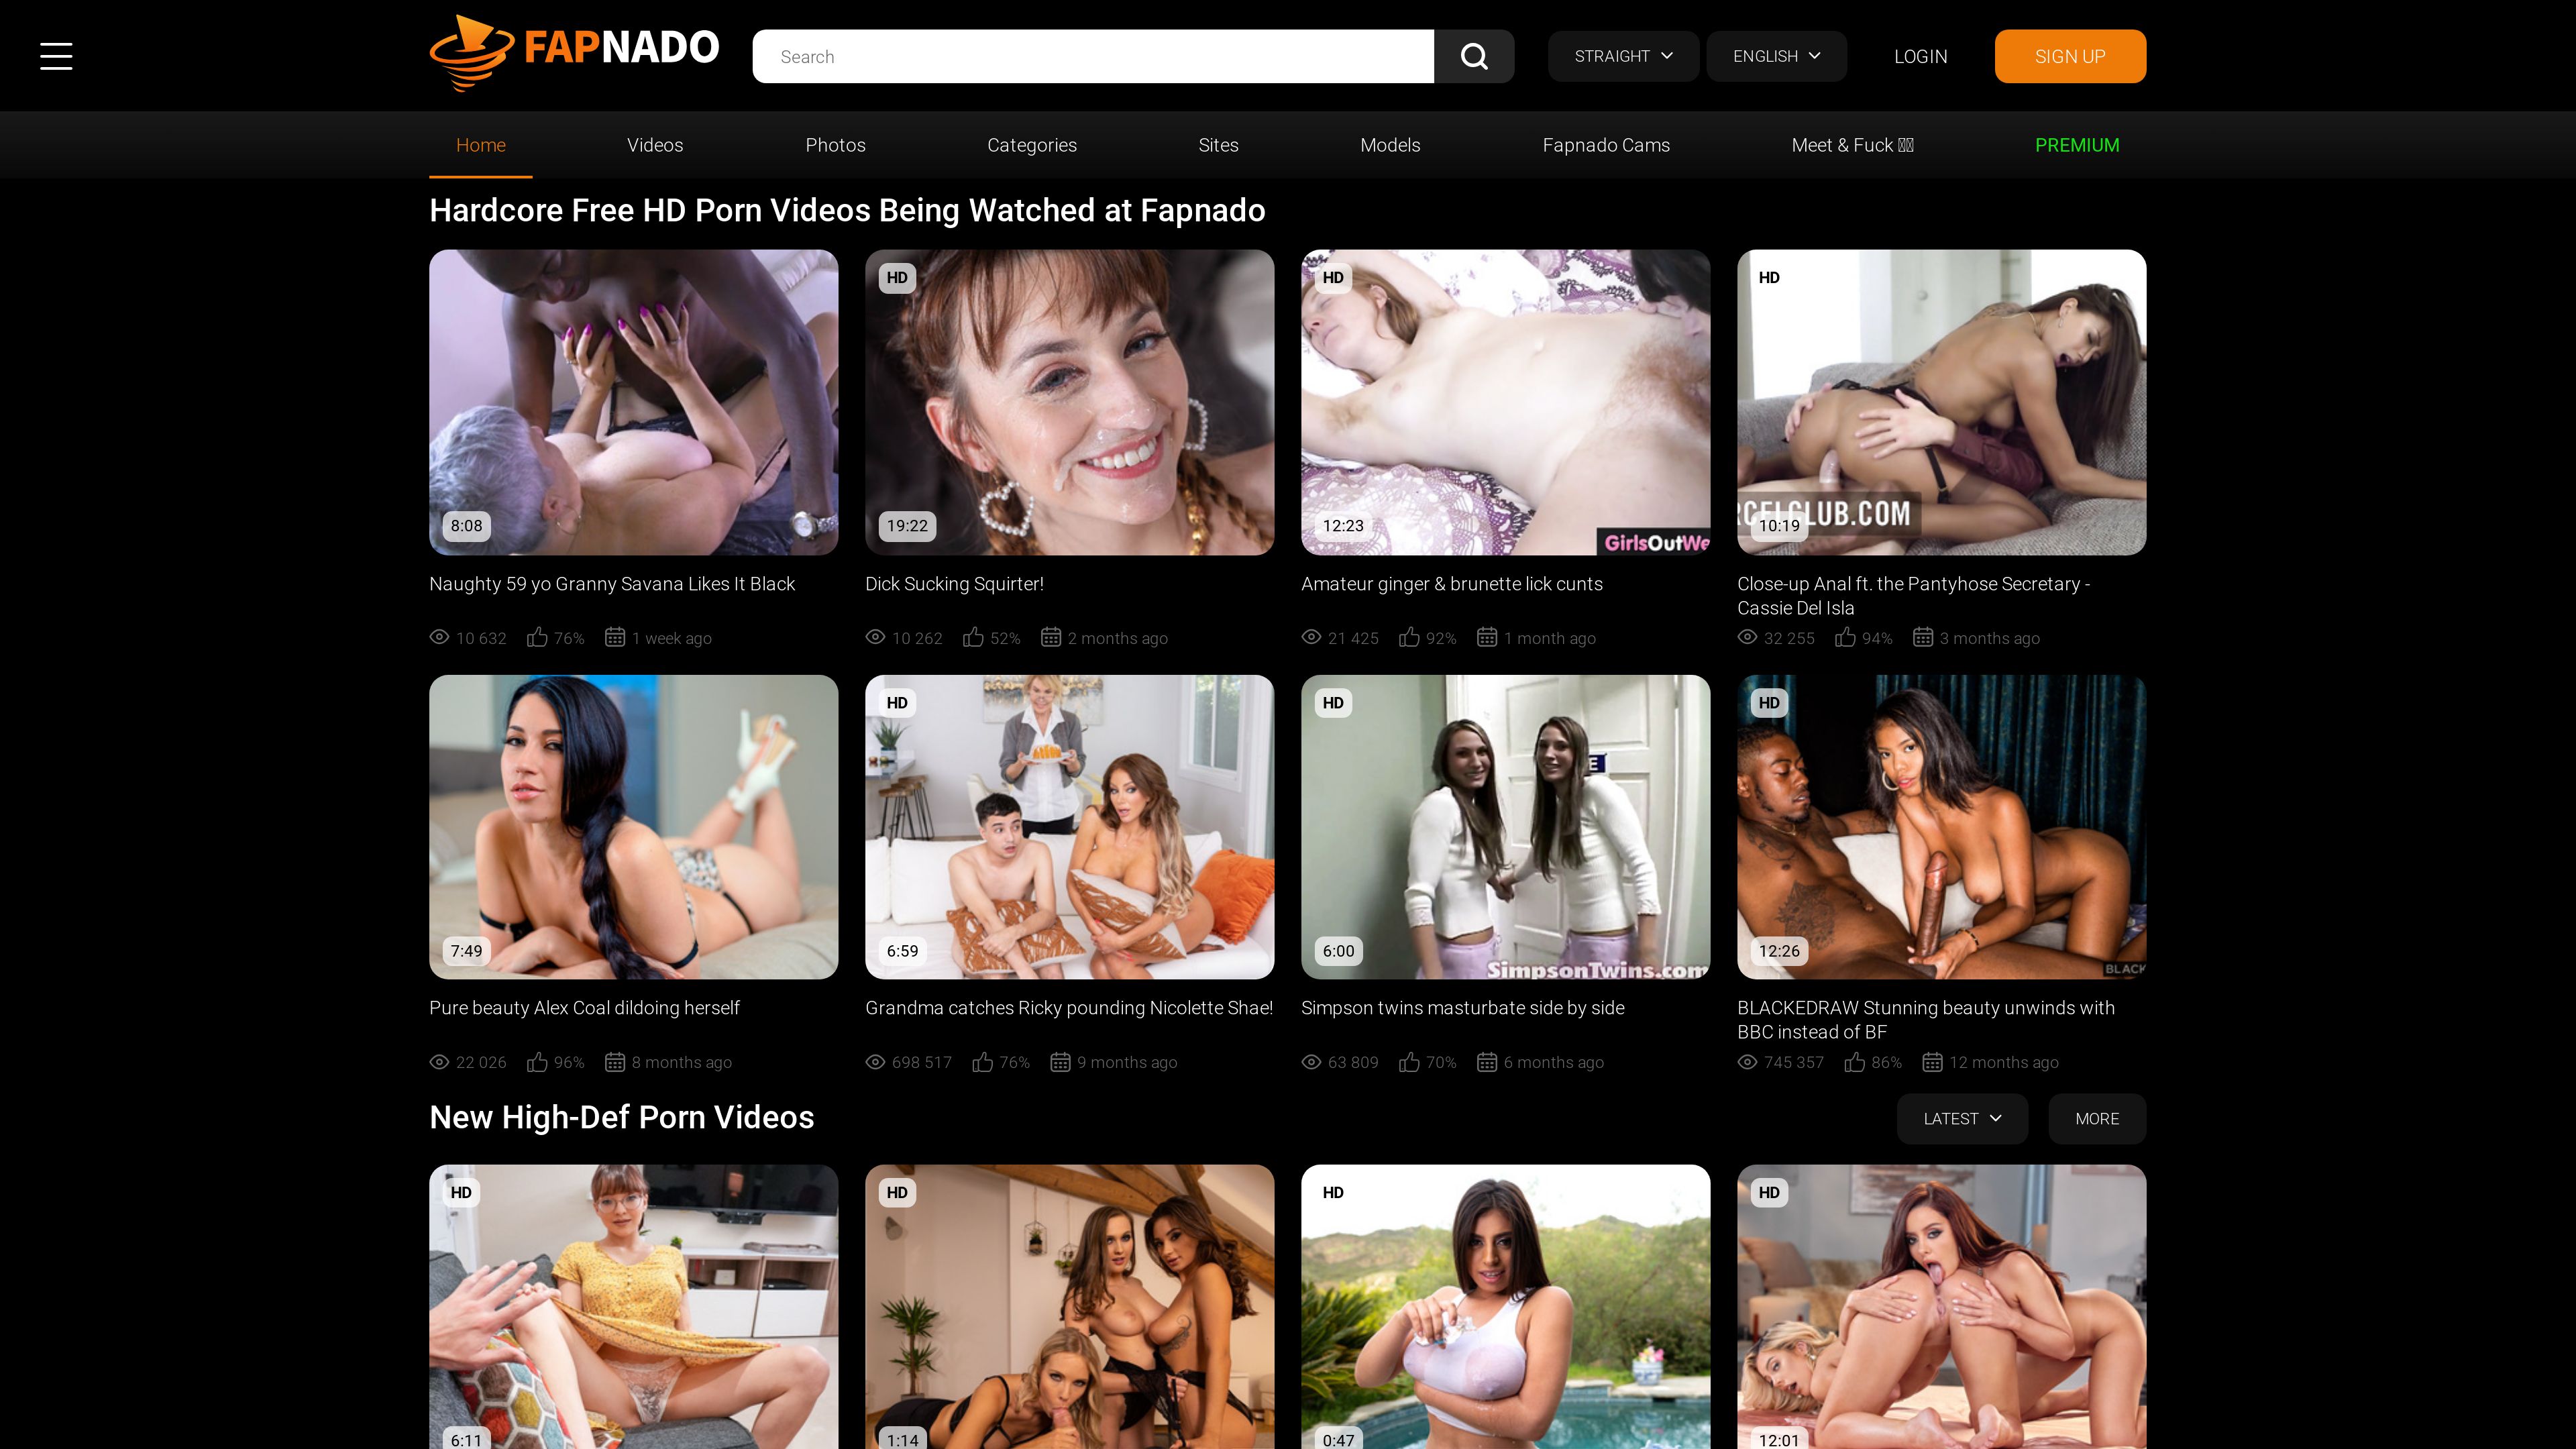 FAPNADO
Search
STRAIGHT
ENGLISH
LOGIN
SIGN UP
Home
Videos
Photos
Categories
Sites
Models
Fapnado Cams
Meet & Fuck
PREMIUM
Hardcore Free HD Porn Videos Being Watched at Fapnado
8:08
HD
19:22
HD
12:23
GirlsOutWe
HD
RCELCLUB.COM
10:19
Naughty 59 yo Granny Savana Likes It Black
10 632 76% 1 week ago
Dick Sucking Squirter!
10 262 52% 2 months ago
Amateur ginger & brunette lick cunts
21 425 92% 1 month ago
Close-up Anal ft. the Pantyhose Secretary -
Cassie Del Isla
32 255 94% 3 months ago
7:49
HD
6:59
HD
E
6:00
SimpsonTwins.com
HD
12:26
BLACK
Pure beauty Alex Coal dildoing herself
22 026 96% 8 months ago
Grandma catches Ricky pounding Nicolette Shae!
698 517 76% 9 months ago
Simpson twins masturbate side by side
63 809 70% 6 months ago
BLACKEDRAW Stunning beauty unwinds with
BBC instead of BF
745 357 86% 12 months ago
New High-Def Porn Videos
LATEST
MORE
HD
6:11
HD
1:14
HD
0:47
HD
12:01